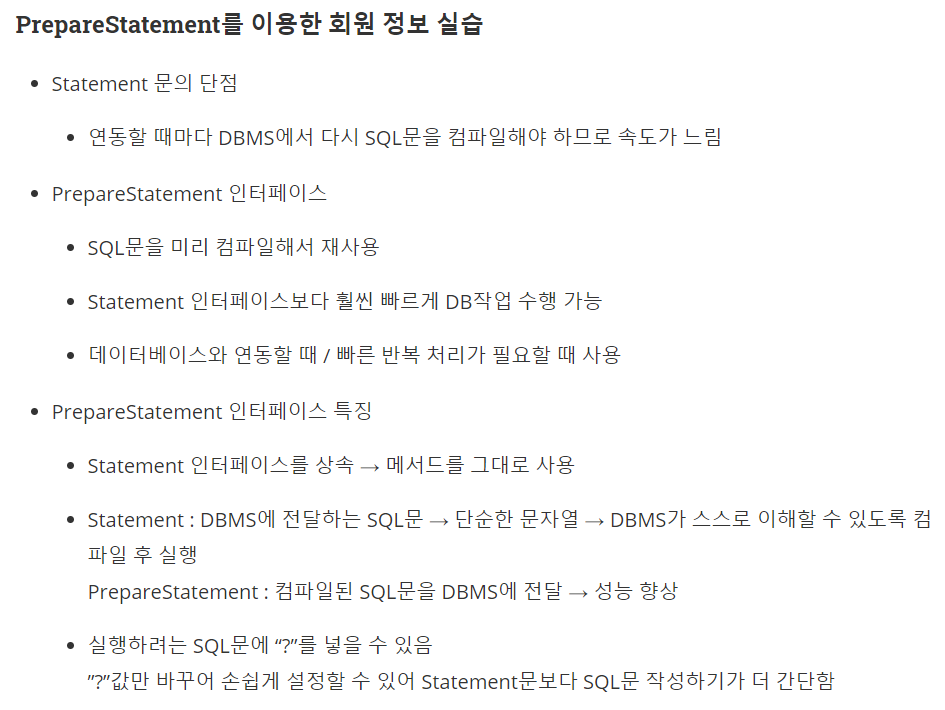 PrepareStatement를 이용한 회원 정보 실습
Statement 문의 단점
연동할 때마다 DBMS에서 다시 SQL문을 컴파일해야 하므로 속도가 느림
PrepareStatement 인터페이스
SQL문을 미리 컴파일해서 재사용
Statement 인터페이스보다 훨씬 빠르게 DB작업 수행 가능
데이터베이스와 연동할 때 / 빠른 반복 처리가 필요할 때 사용
PrepareStatement 인터페이스 특징
Statement 인터페이스를 상속 → 메서드를 그대로 사용
Statement : DBMS에 전달하는 SQL문 → 단순한 문자열 → DBMS가 스스로 이해할 수 있도록 컴
파일 후 실행
PrepareStatement : 컴파일된 SQL문을 DBMS에 전달 → 성능 향상
실행하려는 SQL문에 “?”를 넣을 수 있음
”?”값만 바꾸어 손쉽게 설정할 수 있어 Statement문보다 SQL문 작성하기가 더 간단함